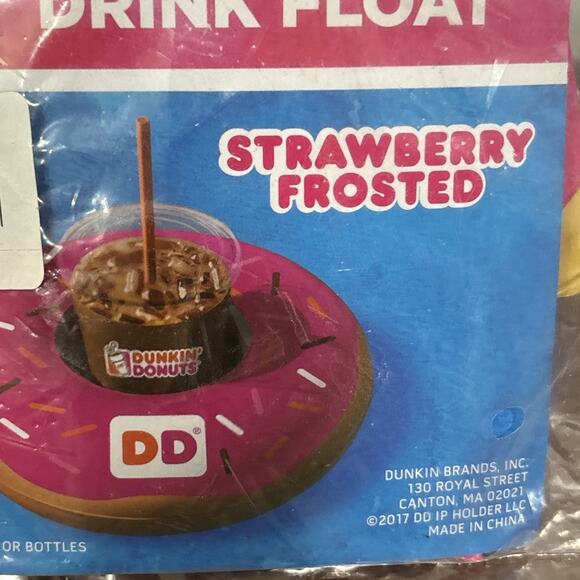 DRINK FLOAT
STRAWBERRY
FROSTED
DUNKIN'
DONUTS
DD®
DUNKIN BRANDS, INC.
130 ROYAL STREET
CANTON, MA 02021
©2017 DD IP HOLDER LLC
MADE IN CHINA
OR BOTTLES